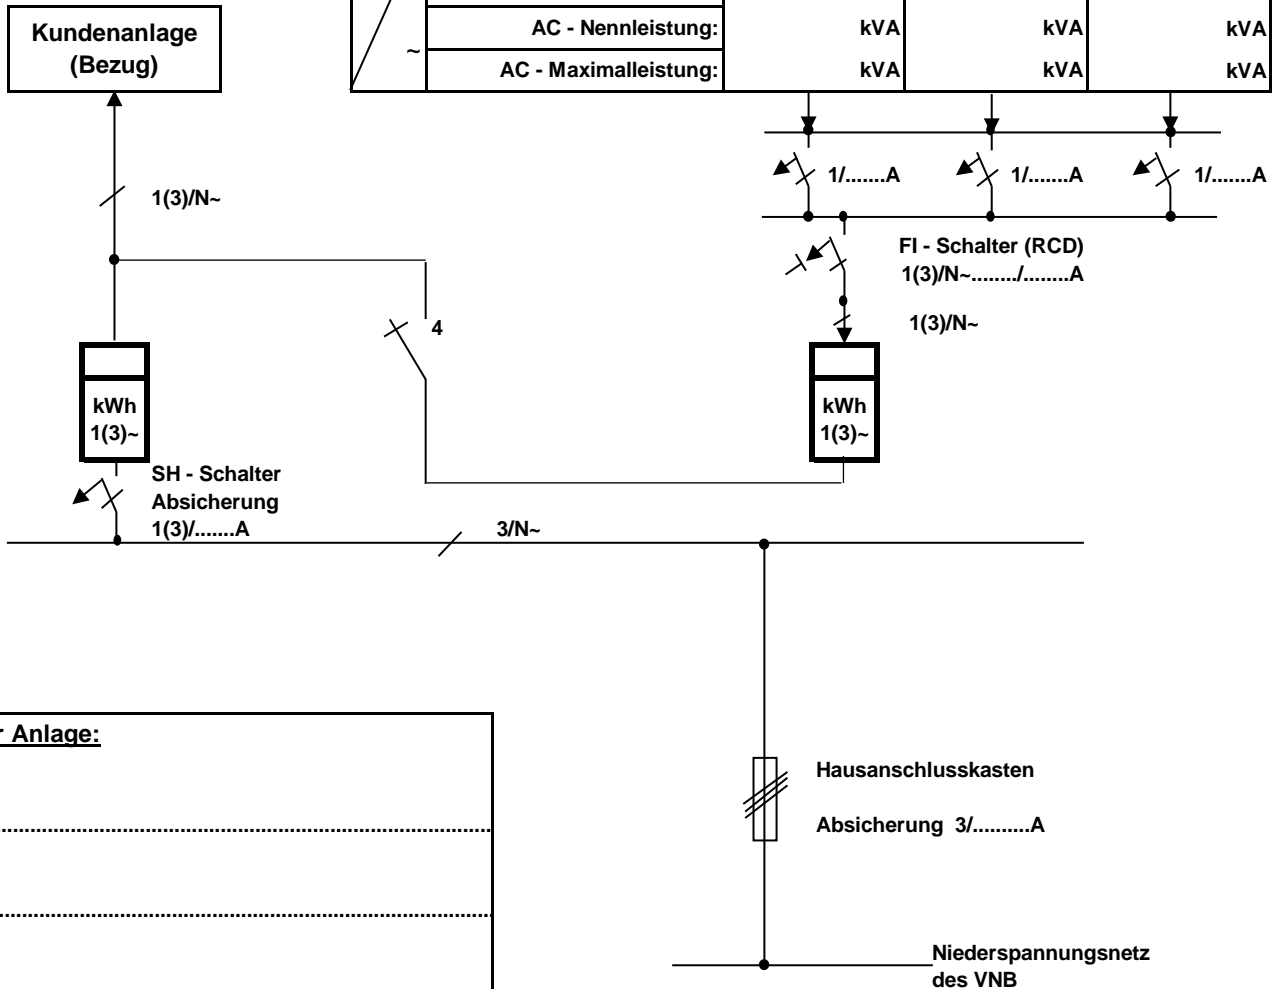 Kundenanlage
(Bezug)
~
AC - Nennleistung: kVA kVA kVA
AC - Maximalleistung: kVA kVA kVA
1/.......A 1/.......A 1/.......A
1(3)/N~
FI - Schalter (RCD)
1(3)/N~......../........A
4
1(3)/N~
kWh
1(3)~
kWh
1(3)~
SH - Schalter
Absicherung
1(3)/.......A
3/N~
r Anlage:
Hausanschlusskasten
Absicherung 3/..........A
Niederspannungsnetz
des VNB